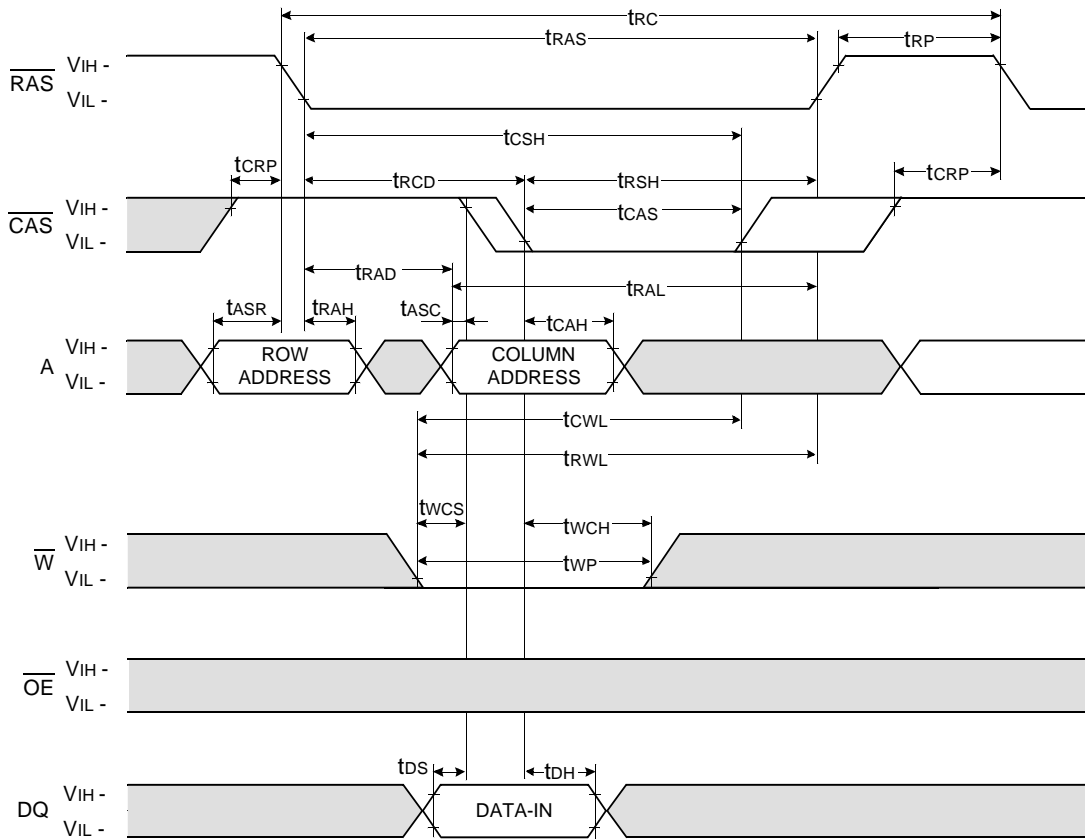 tRC
tRAS
tRP
RAS
VIH -
VIL -
tCSH
tCRP
tRCD
tRSH
tCRP
CAS
VIH -
VIL -
tCAS
tRAD
tRAL
tASR
tRAH
tASC
tCAH
A
VIH -
VIL -
ROW
ADDRESS
COLUMN
ADDRESS
tCWL
tRWL
tWCS
tWCH
W
VIH -
VIL -
tWP
OE
VIH -
VIL -
tDS
tDH
DQ
VIH -
VIL -
DATA-IN